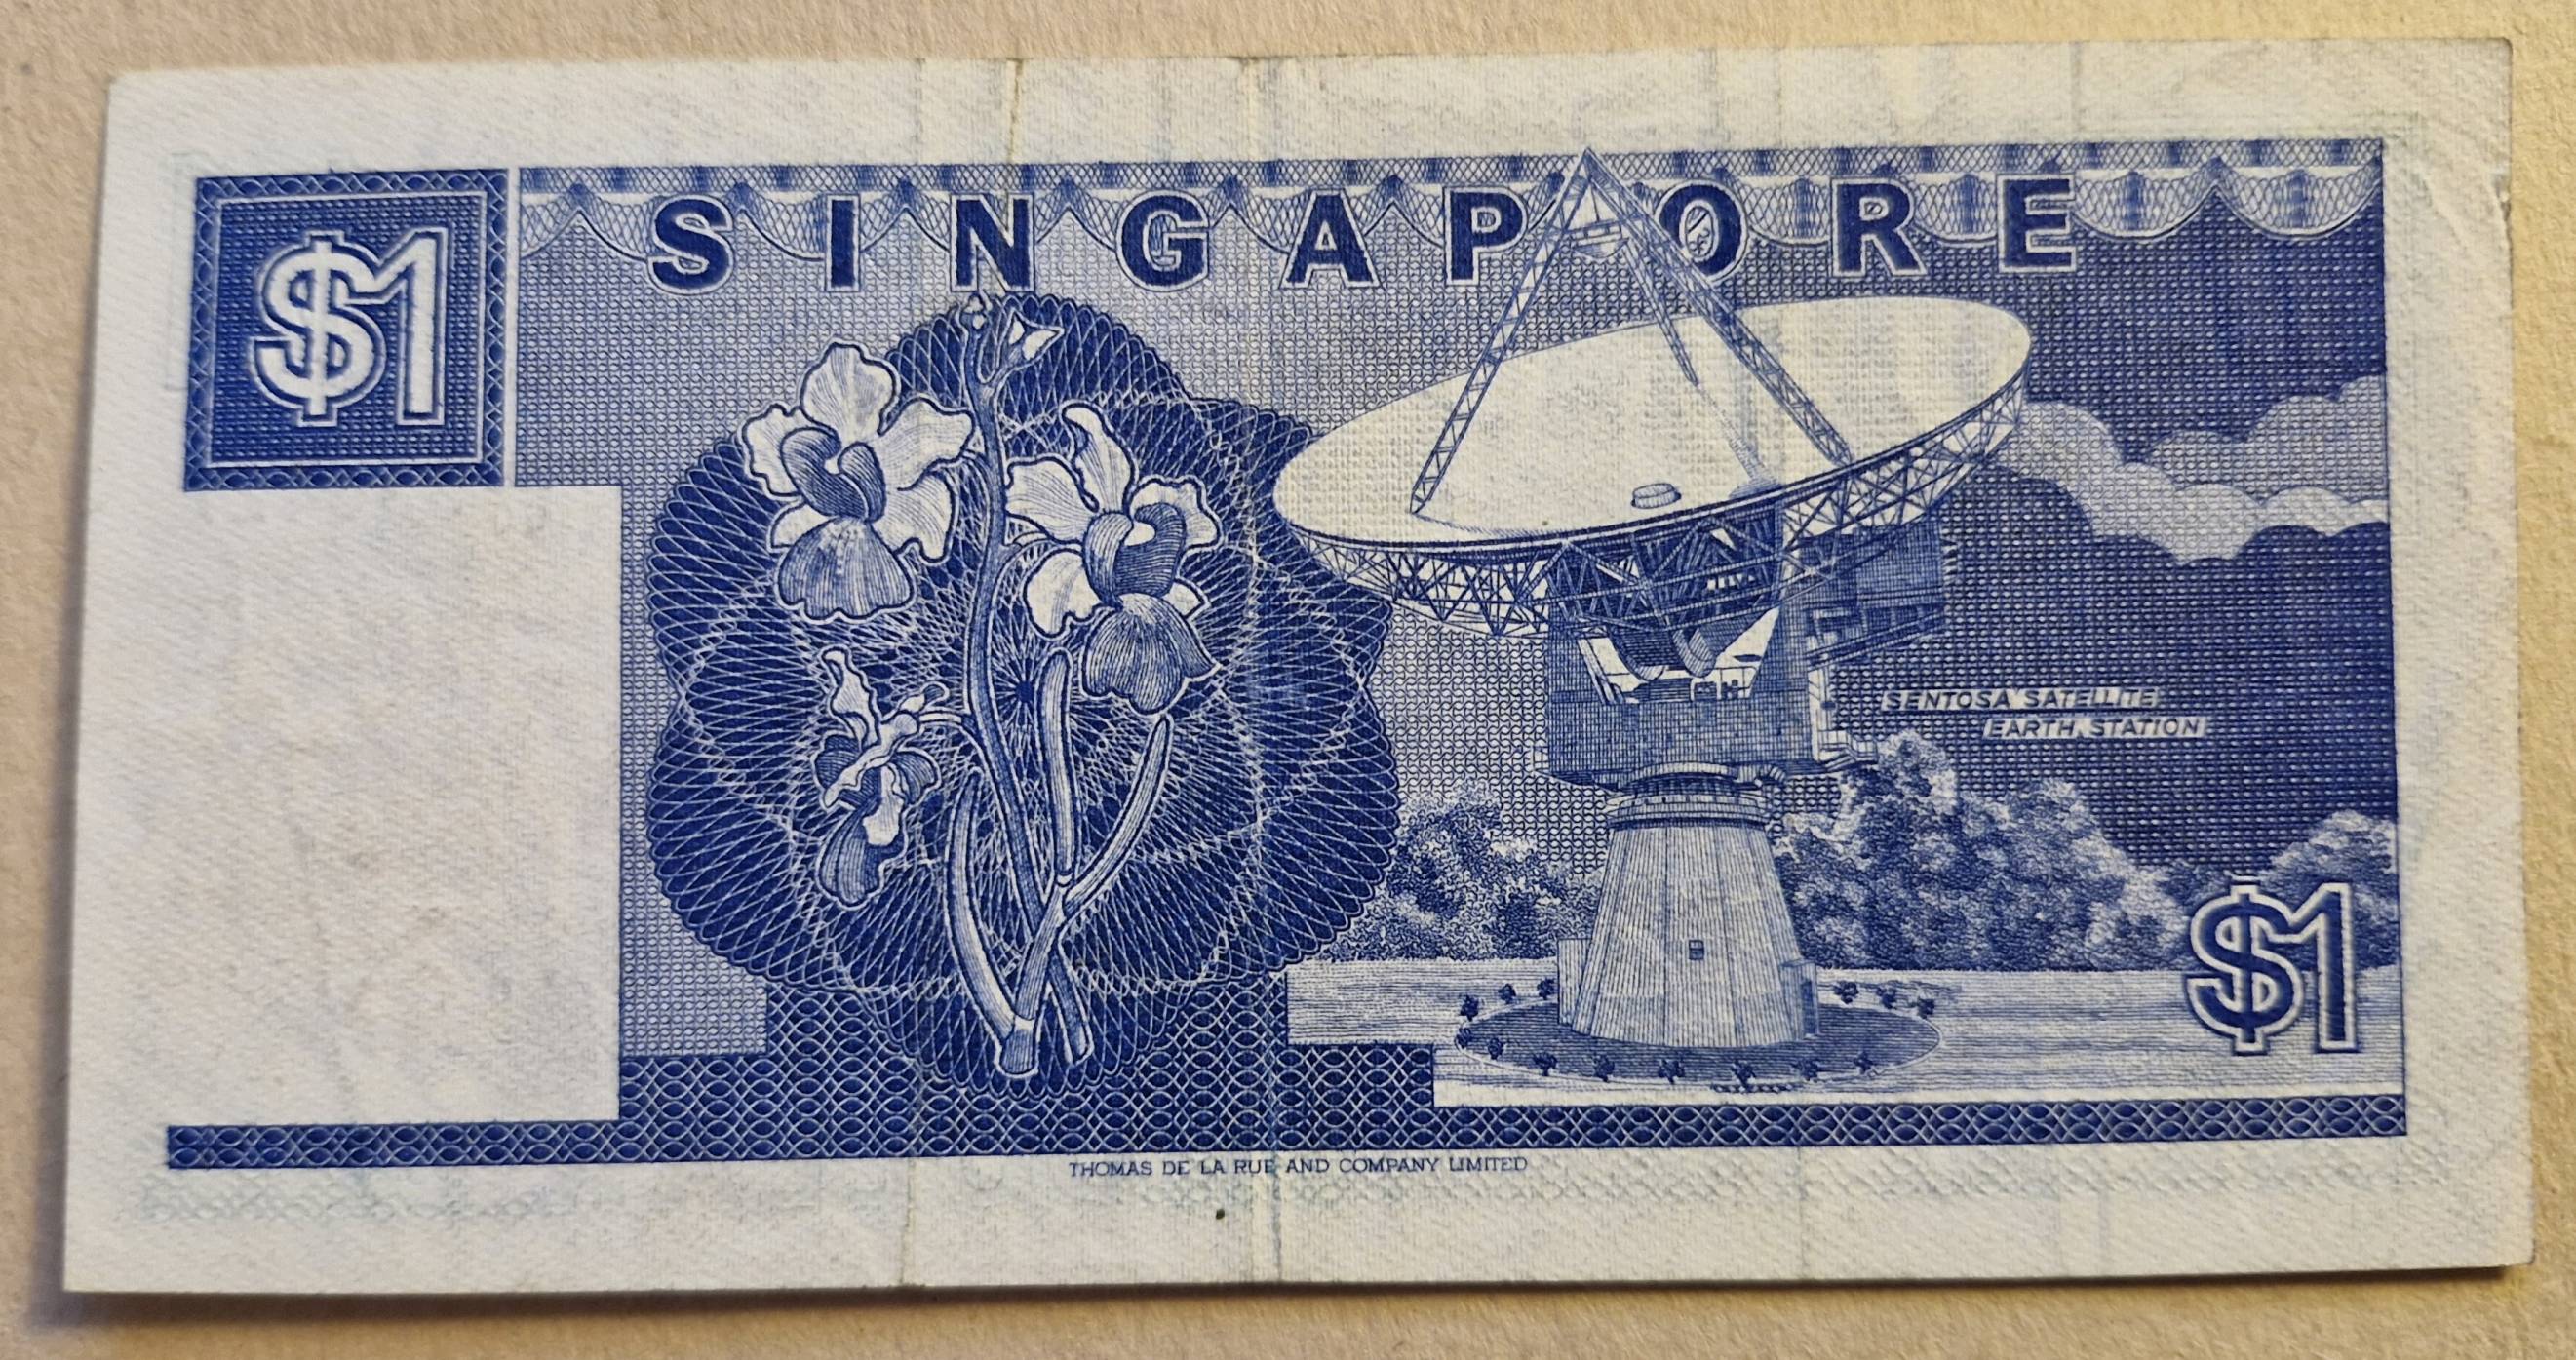 $1
SINGAPORE
SENTOSA SATELLITE
EARTH STATION
$1
THOMAS DE LA RUE AND COMPANY LIMITED